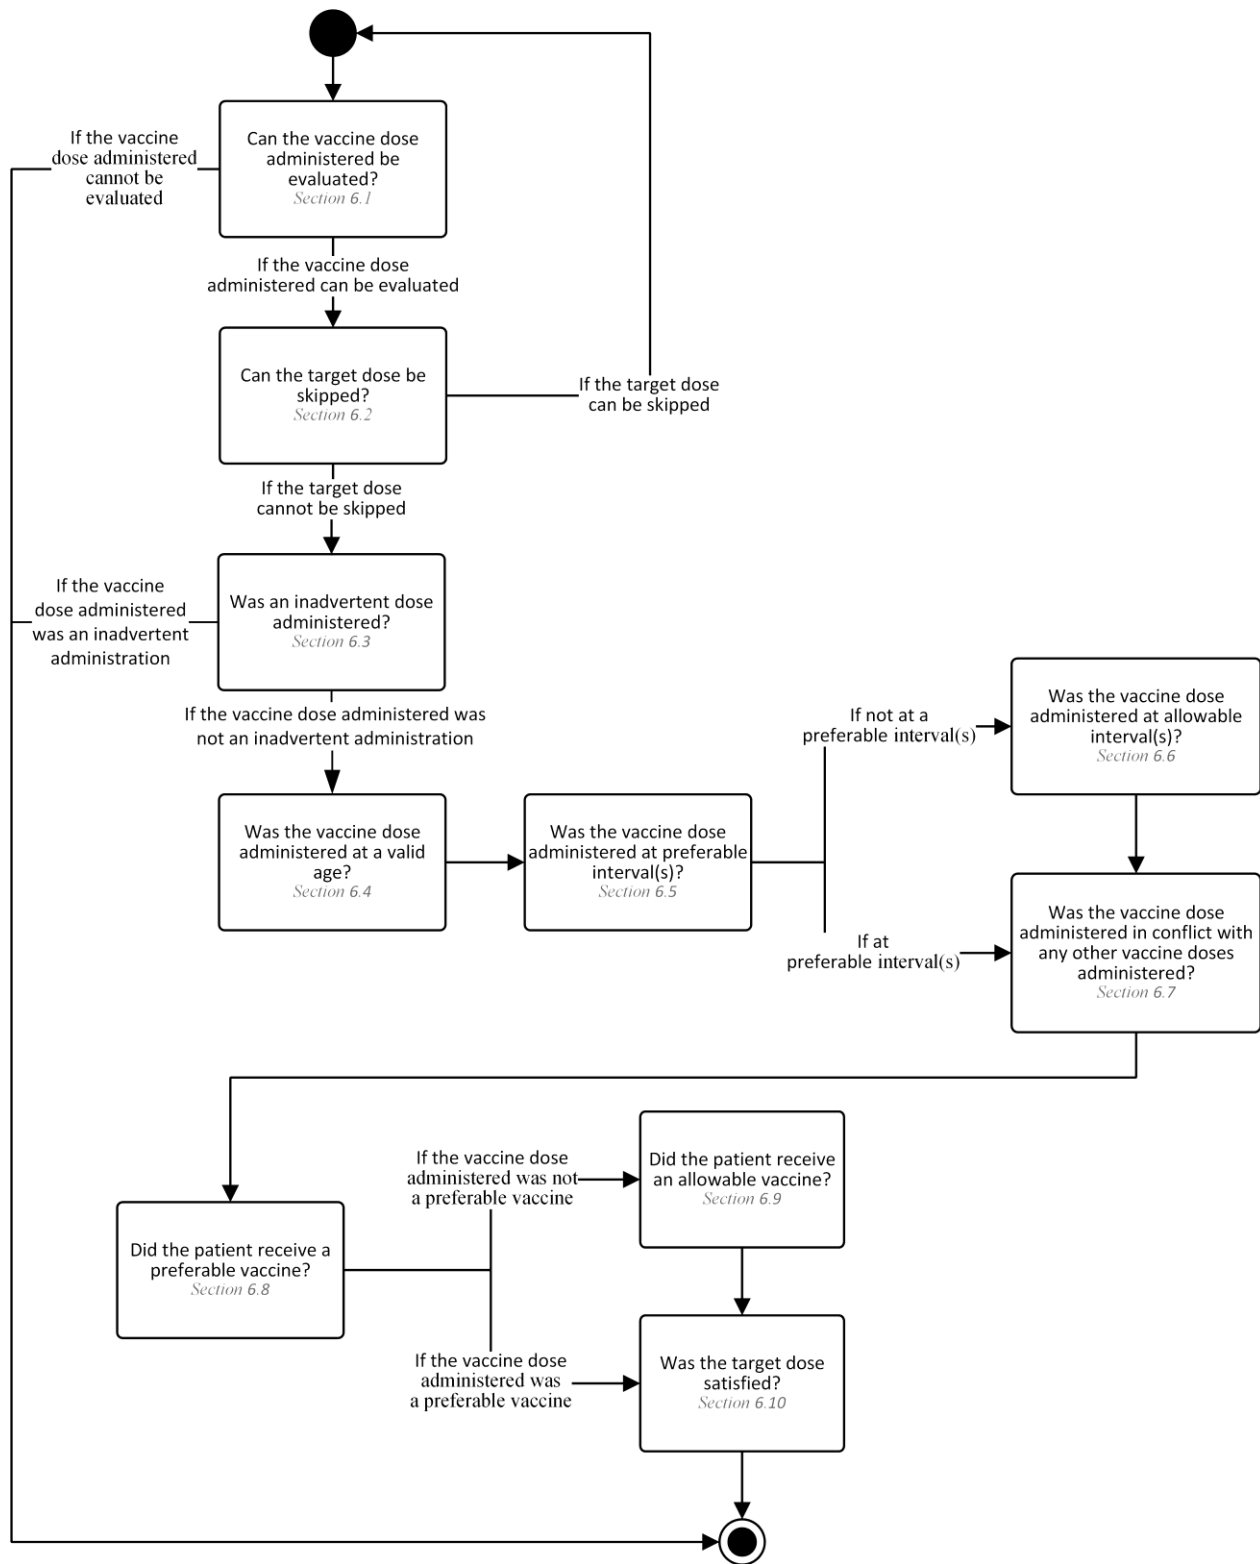 Can the vaccine dose
administered be
evaluated?
Section 6.1
If the vaccine
dose administered
cannot be
evaluated
If the vaccine dose
administered can be evaluated
Can the target dose be
skipped?
Section 6.2
If the target dose
can be skipped
If the target dose
cannot be skipped
Was an inadvertent dose
administered?
Section 6.3
If the vaccine
dose administered
was an inadvertent
administration
If the vaccine dose administered was
not an inadvertent administration
Was the vaccine dose
administered at a valid
age?
Section 6.4
Was the vaccine dose
administered at preferable
interval(s)?
Section 6.5
If not at a
preferable interval(s)
Was the vaccine dose
administered at allowable
interval(s)?
Section 6.6
If at
preferable interval(s)
Was the vaccine dose
administered in conflict with
any other vaccine doses
administered?
Section 6.7
Did the patient receive a
preferable vaccine?
Section 6.8
If the vaccine dose
administered was not
a preferable vaccine
Did the patient receive
an allowable vaccine?
Section 6.9
If the vaccine dose
administered was
a preferable vaccine
Was the target dose
satisfied?
Section 6.10